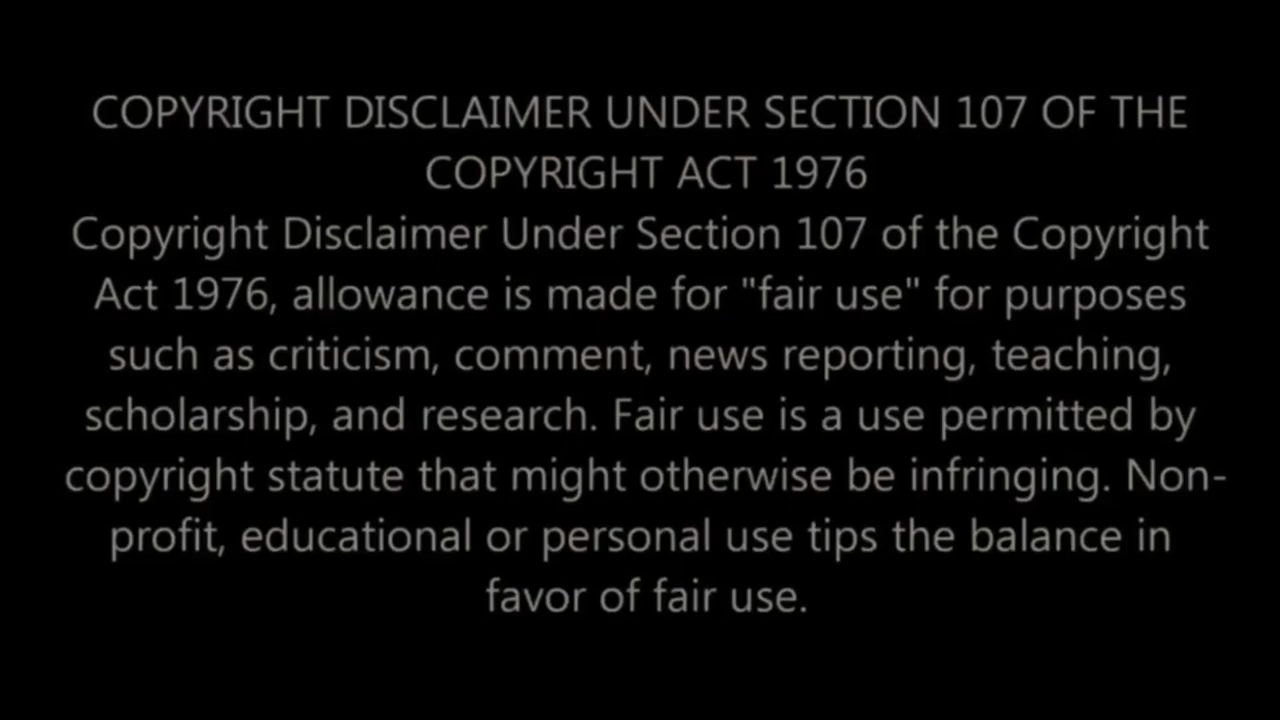 COPYRIGHT DISCLAIMER UNDER SECTION 107 OF THE
COPYRIGHT ACT 1976
Copyright Disclaimer Under Section 107 of the Copyright
Act 1976, allowance is made for "fair use" for purposes
such as criticism, comment, news reporting, teaching,
scholarship, and research. Fair use is a use permitted by
copyright statute that might otherwise be infringing. Non-
profit, educational or personal use tips the balance in
favor of fair use.